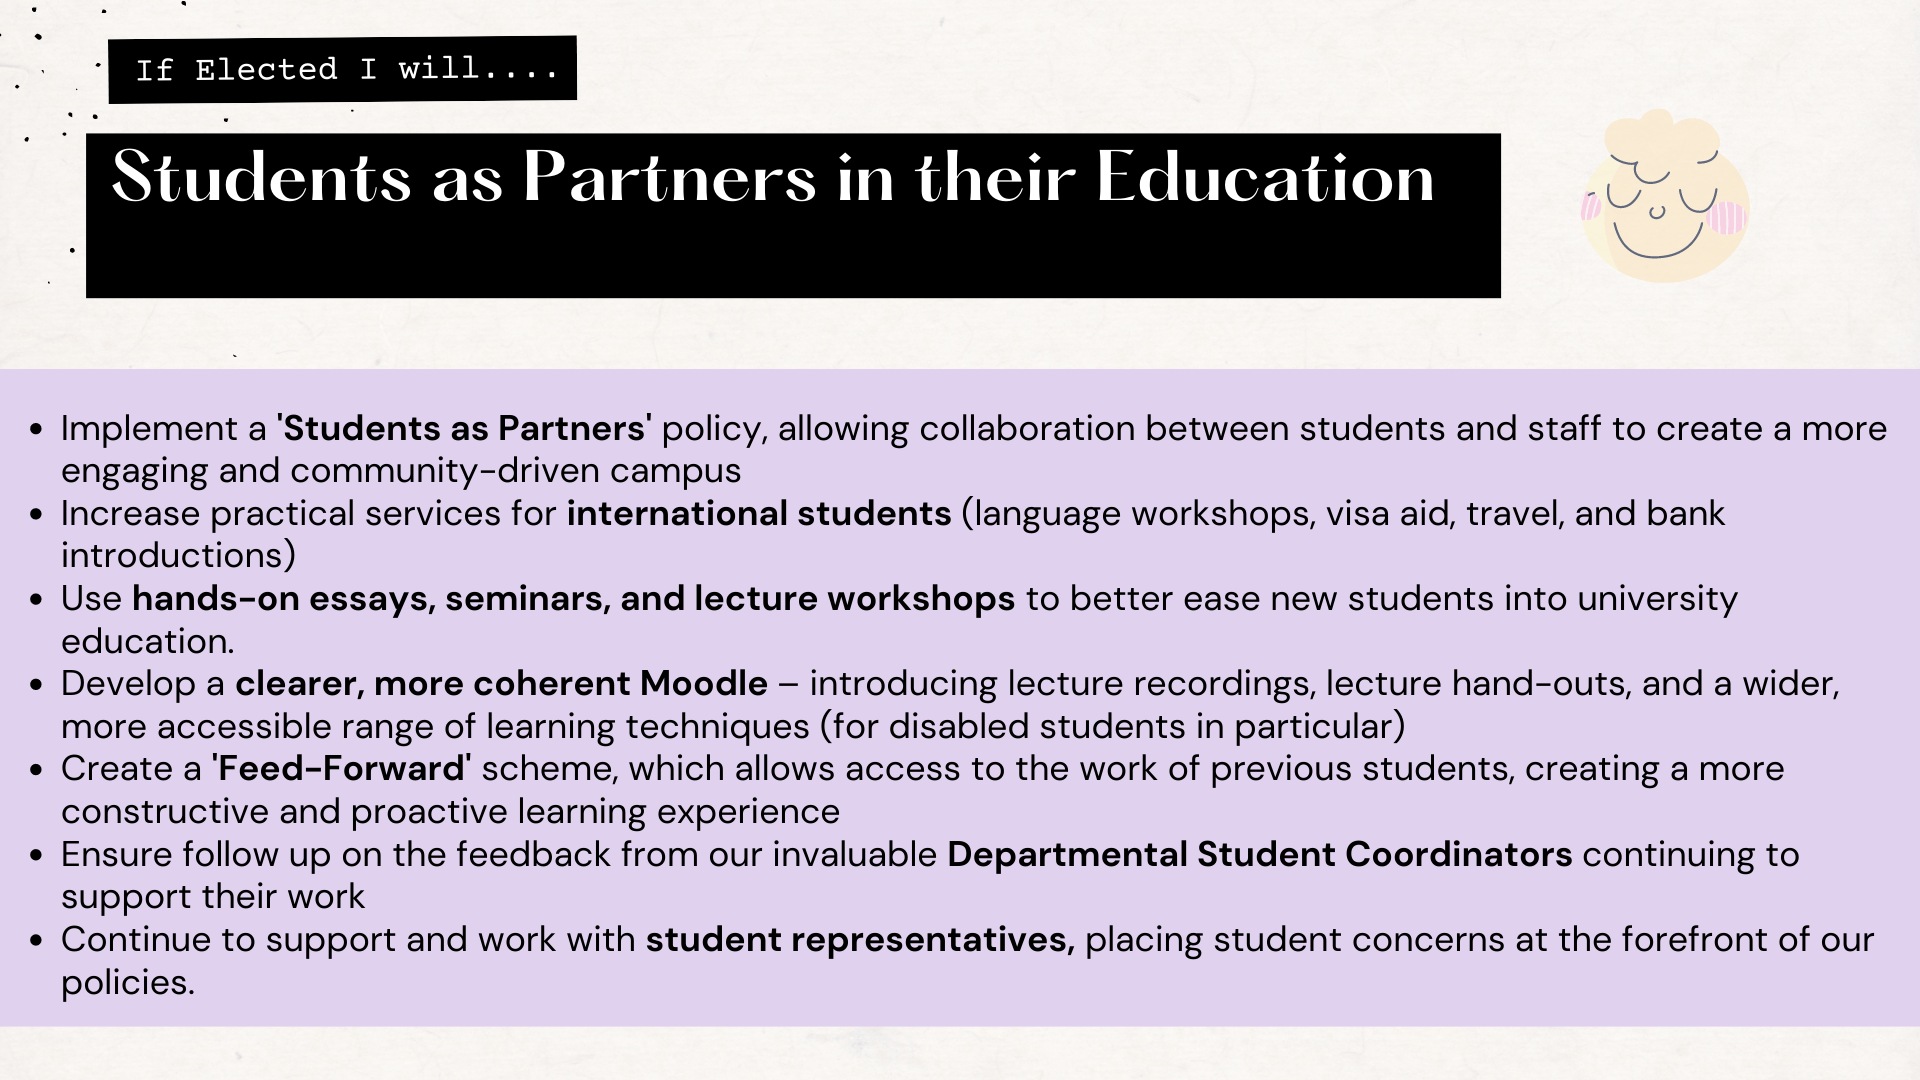 If Elected I will....
Students as Partners in their Education
• Implement a 'Students as Partners' policy, allowing collaboration between students and staff to create a more
engaging and community-driven campus
• Increase practical services for international students (language workshops, visa aid, travel, and bank
introductions)
• Use hands-on essays, seminars, and lecture workshops to better ease new students into university
education.
• Develop a clearer, more coherent Moodle – introducing lecture recordings, lecture hand-outs, and a wider,
more accessible range of learning techniques (for disabled students in particular)
• Create a 'Feed-Forward' scheme, which allows access to the work of previous students, creating a more
constructive and proactive learning experience
• Ensure follow up on the feedback from our invaluable Departmental Student Coordinators continuing to
support their work
• Continue to support and work with student representatives, placing student concerns at the forefront of our
policies.